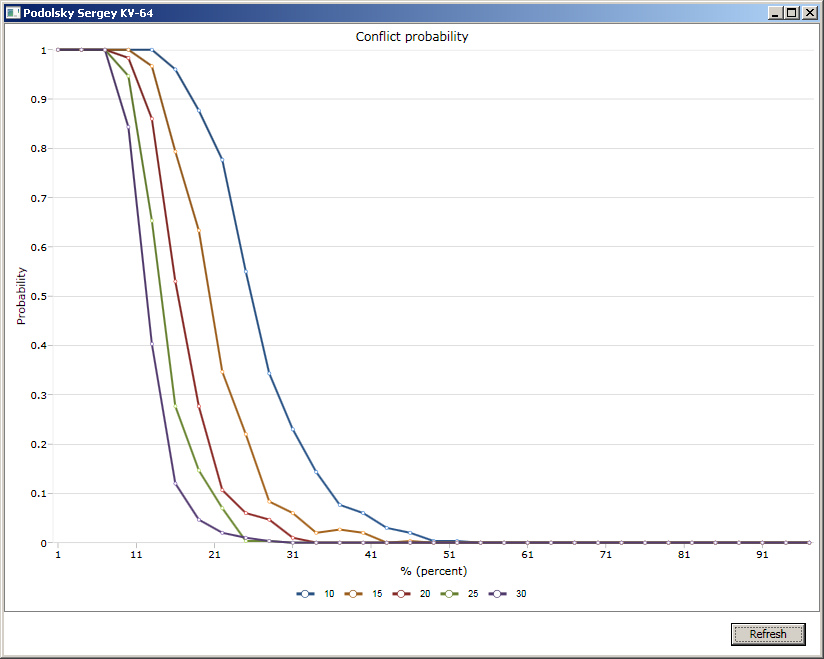 Podolsky Sergey KV-64
Conflict probability
1
0.9
0.8
0.7
0.6
0.5
0.4
0.3
0.2
0.1
0
Probability
1 11 21 31 41 51 61 71 81 91
% (percent)
10 15 20 25 30
Refresh